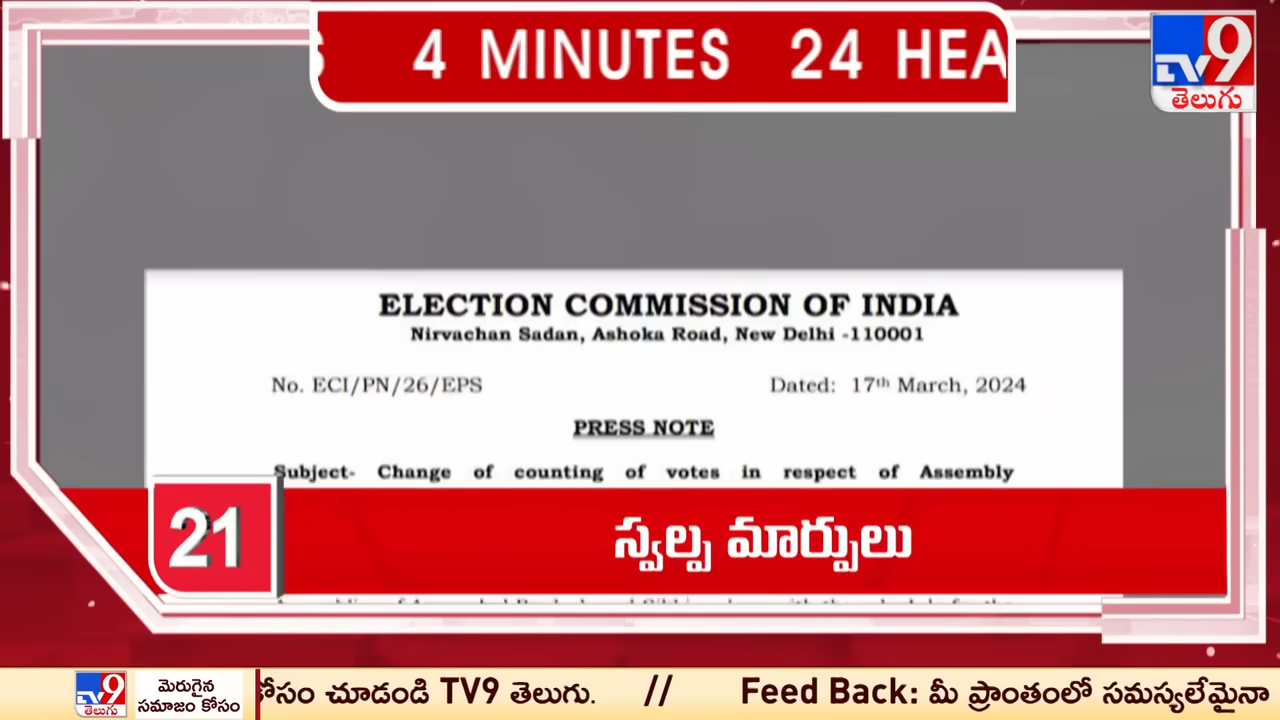 4 MINUTES 24 HEA
TV9
తెలుగు
ELECTION COMMISSION OF INDIA
Nirvachan Sadan, Ashoka Road, New Delhi -110001
No. ECI/PN/26/EPS Dated: 17th March, 2024
PRESS NOTE
Subject- Change of counting of votes in respect of Assembly
21 స్వల్ప మార్పులు
TV9 తెలుగు
మెరుగైన
సమాజం కోసం
కోసం చూడండి TV9 తెలుగు. // Feed Back: మీ ప్రాంతంలో సమస్యలేమైనా